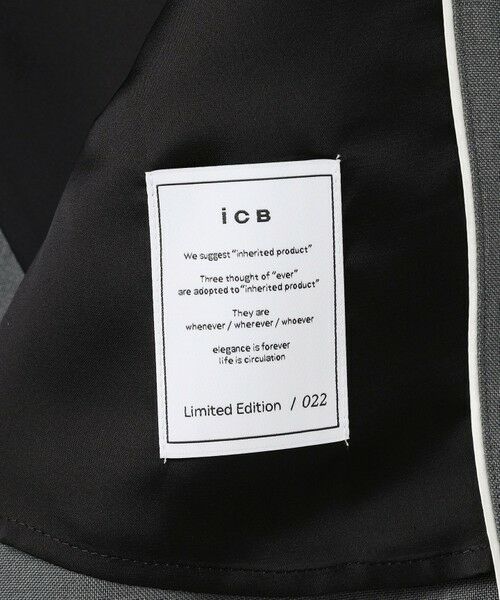 iCB
We suggest “inherited product”
Three thought of “ever”
are adopted to “inherited product”
They are
whenever / wherever / whoever
elegance is forever
life is circulation
Limited Edition / 022